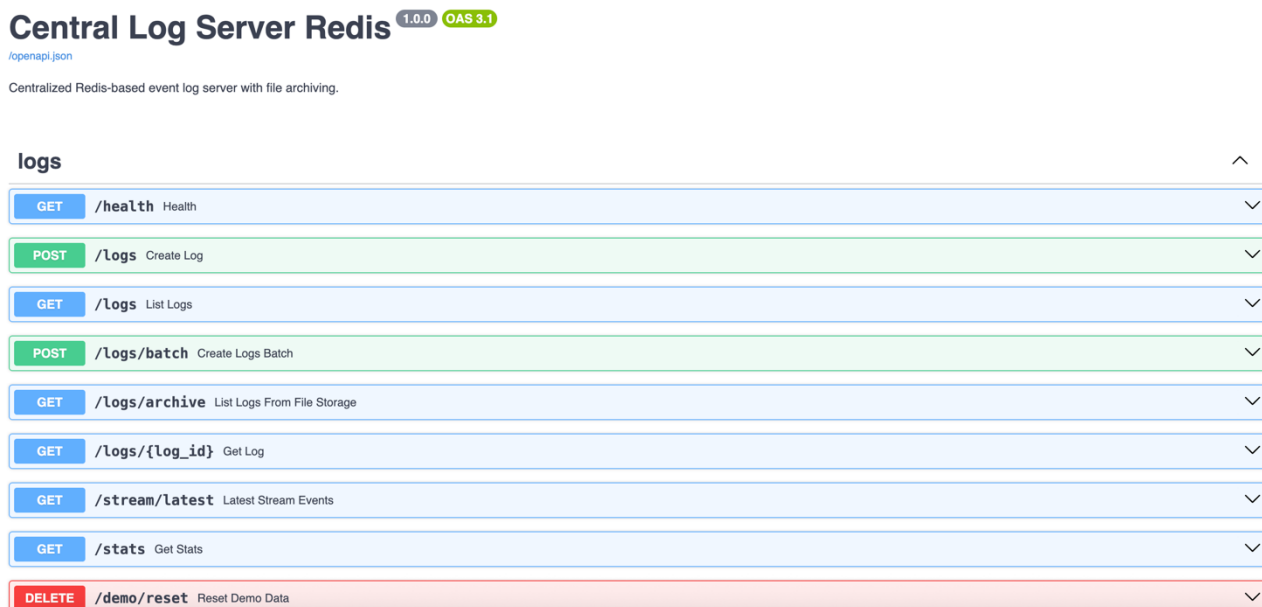 Central Log Server Redis 1.0.0 OAS 3.1
/openapi.json
Centralized Redis-based event log server with file archiving.
logs
GET /health Health
POST /logs Create Log
GET /logs List Logs
POST /logs/batch Create Logs Batch
GET /logs/archive List Logs From File Storage
GET /logs/{log_id} Get Log
GET /stream/latest Latest Stream Events
GET /stats Get Stats
DELETE /demo/reset Reset Demo Data